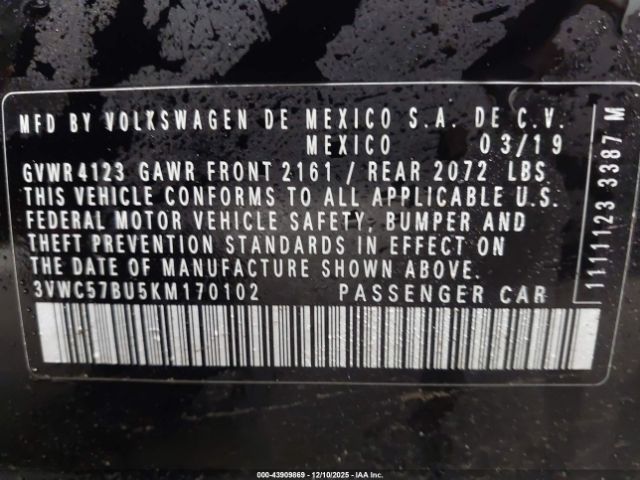 MFD BY VOLKSWAGEN DE MEXICO S.A. DE C.V.
MEXICO 03/19
GVWR 4123 GAWR FRONT 2161 / REAR 2072 LBS
THIS VEHICLE CONFORMS TO ALL APPLICABLE U.S.
FEDERAL MOTOR VEHICLE SAFETY, BUMPER AND
THEFT PREVENTION STANDARDS IN EFFECT ON
THE DATE OF MANUFACTURE SHOWN ABOVE.
3VWC57BU5KM170102 PASSENGER CAR
1111123 3387 M
000-43909869 - 12/10/2025 - IAA Inc.